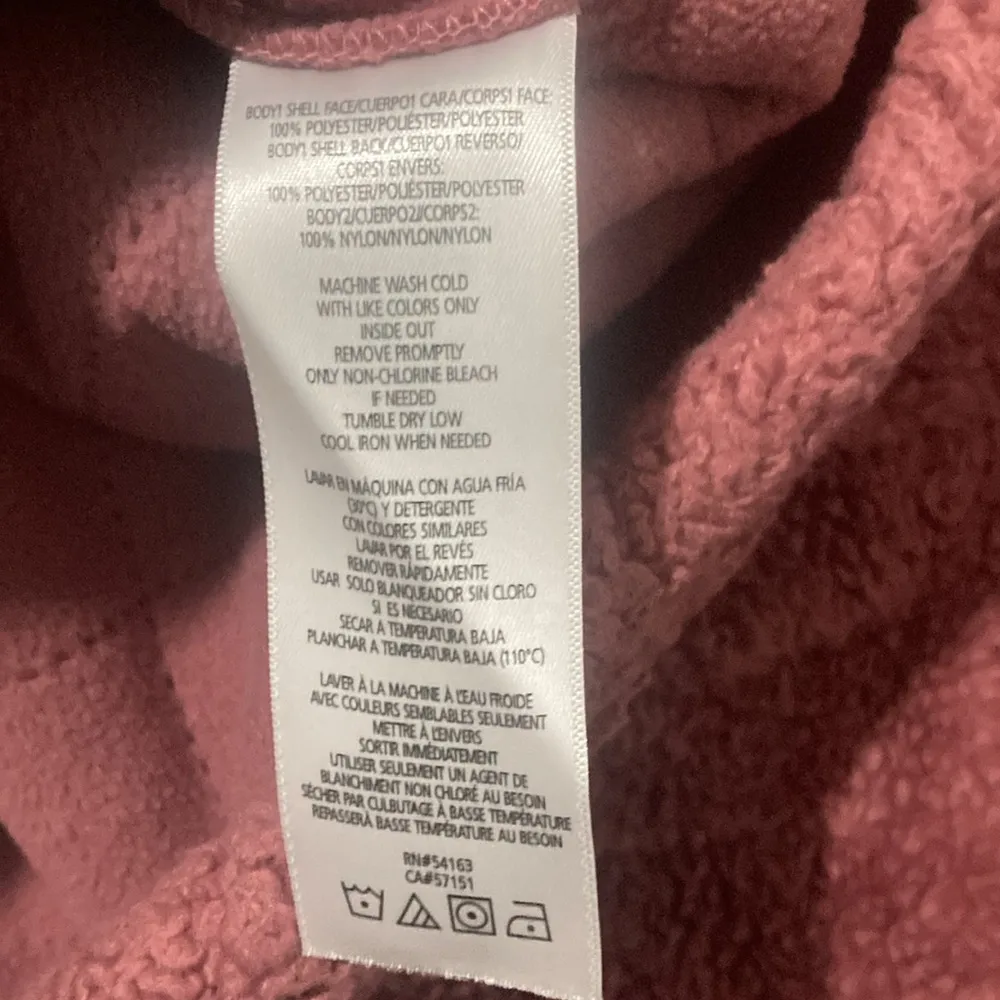 BODY1 SHELL FACE/CUERPO1 CARA/CORPS1 FACE:
100% POLYESTER/POLIÉSTER/POLYESTER
BODY1 SHELL BACK/CUERPO1 REVERSO/
CORPS1 ENVERS:
100% POLYESTER/POLIÉSTER/POLYESTER
BODY2/CUERPO2/CORPS2:
100% NYLON/NYLON/NYLON
MACHINE WASH COLD
WITH LIKE COLORS ONLY
INSIDE OUT
REMOVE PROMPTLY
ONLY NON-CHLORINE BLEACH
IF NEEDED
TUMBLE DRY LOW
COOL IRON WHEN NEEDED
LAVAR EN MÁQUINA CON AGUA FRÍA
(30°C) Y DETERGENTE
CON COLORES SIMILARES
LAVAR POR EL REVÉS
REMOVER RÁPIDAMENTE
USAR SOLO BLANQUEADOR SIN CLORO
SI ES NECESARIO
SECAR A TEMPERATURA BAJA
PLANCHAR A TEMPERATURA BAJA (110°C)
LAVER À LA MACHINE À L'EAU FROIDE
AVEC COULEURS SEMBLABLES SEULEMENT
METTRE À L'ENVERS
SORTIR IMMÉDIATEMENT
UTILISER SEULEMENT UN AGENT DE
BLANCHIMENT NON CHLORÉ AU BESOIN
SÉCHER PAR CULBUTAGE À BASSE TEMPÉRATURE
REPASSER À BASSE TEMPÉRATURE AU BESOIN
RN#54163
CA#57151